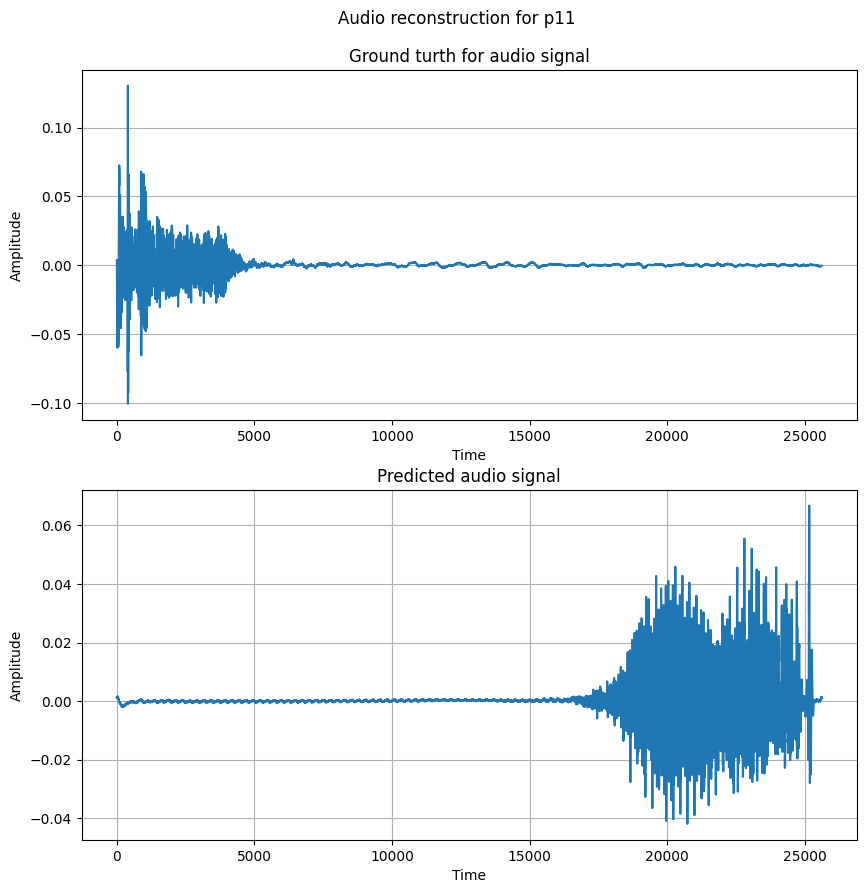 Audio reconstruction for p11
Ground turth for audio signal
0.10
0.05
0.00
−0.05
−0.10
Amplitude
0 5000 10000 15000 20000 25000
Time
Predicted audio signal
0.06
0.04
0.02
0.00
−0.02
−0.04
Amplitude
0 5000 10000 15000 20000 25000
Time